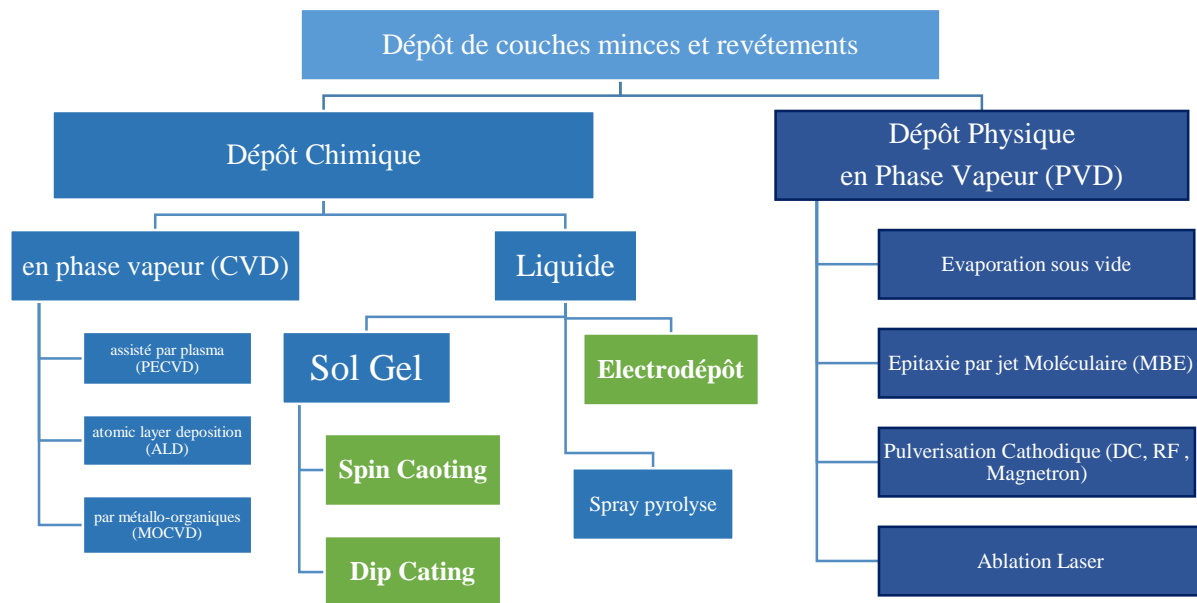 Dépôt de couches minces et revétements
Dépôt Chimique
Dépôt Physique
en Phase Vapeur (PVD)
en phase vapeur (CVD)
Liquide
Evaporation sous vide
assisté par plasma
(PECVD)
Sol Gel
Electrodépôt
Epitaxie par jet Moléculaire (MBE)
atomic layer deposition
(ALD)
Spin Caoting
Pulverisation Cathodique (DC, RF ,
Magnetron)
Spray pyrolyse
par métallo-organiques
(MOCVD)
Dip Cating
Ablation Laser